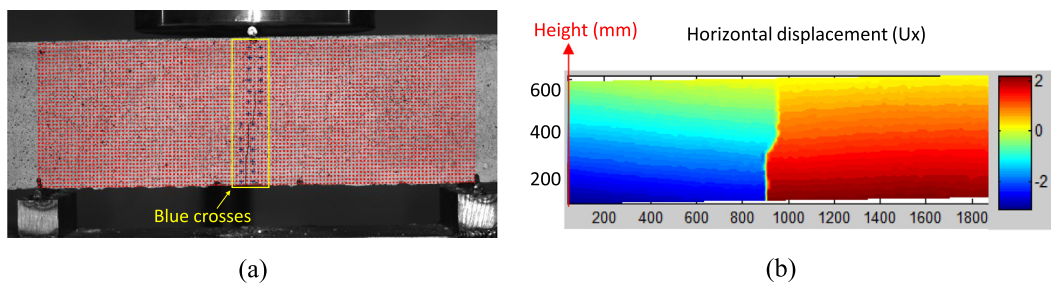 Blue crosses
(a)
Height (mm)
Horizontal displacement (Ux)
600
400
200
200 400 600 800 1000 1200 1400 1600 1800
2
0
-2
(b)